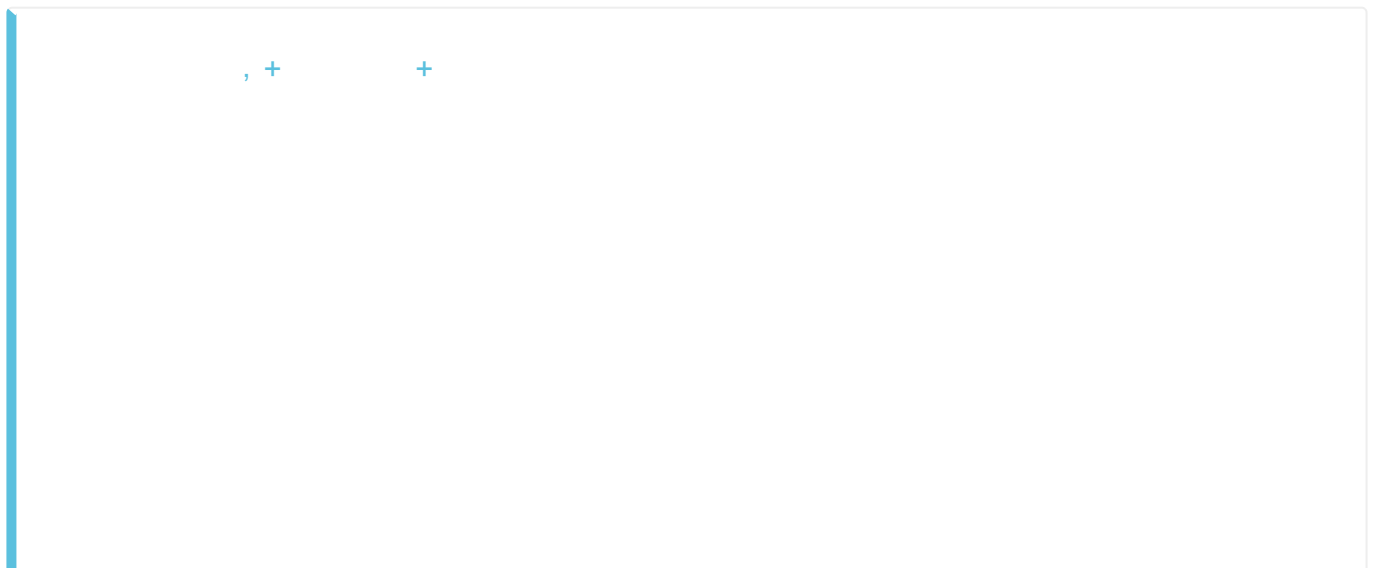 , + +